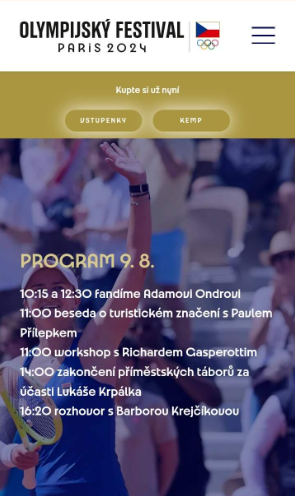 OLYMPIJSKÝ FESTIVAL
PARIS 2024
Kupte si už nyní
VSTUPENKY
KEMP
PROGRAM 9. 8.
10:15 a 12:30 fandíme Adamovi Ondrovi
11:00 beseda o turistickém značení s Pavlem
Přílepkem
11:00 workshop s Richardem Gasperottim
14:00 zakončení příměstských táborů za
účasti Lukáše Krpálka
16:20 rozhovor s Barborou Krejčíkovou